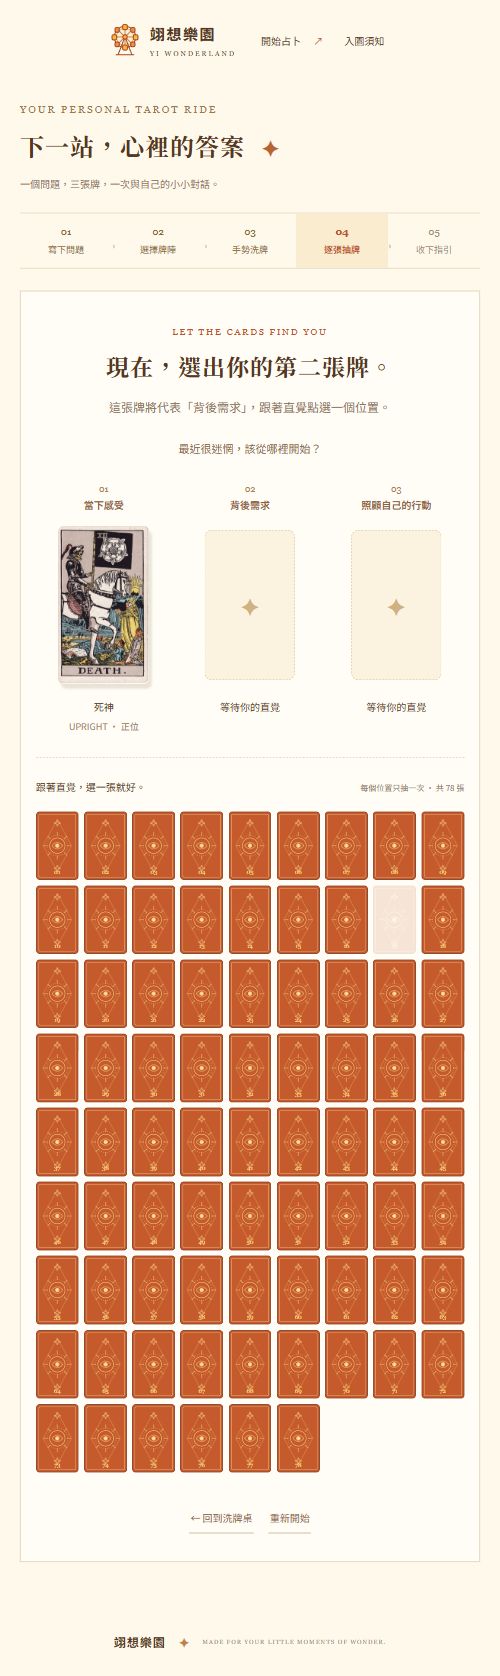 翊想樂園
YI WONDERLAND
開始占卜 ↗ 入園須知
YOUR PERSONAL TAROT RIDE
下一站，心裡的答案 ✦
一個問題，三張牌，一次與自己的小小對話。
01 02 03 04 05
寫下問題 › 選擇牌陣 › 手勢洗牌 逐張抽牌 › 收下指引
LET THE CARDS FIND YOU
現在，選出你的第二張牌。
這張牌將代表「背後需求」，跟著直覺點選一個位置。
最近很迷惘，該從哪裡開始？
01 02 03
當下感受 背後需求 照顧自己的行動
XIII
DEATH.
死神 等待你的直覺 等待你的直覺
UPRIGHT · 正位
跟著直覺，選一張就好。 每個位置只抽一次 · 共 78 張
← 回到洗牌桌 重新開始
翊想樂園 ✦ MADE FOR YOUR LITTLE MOMENTS OF WONDER.